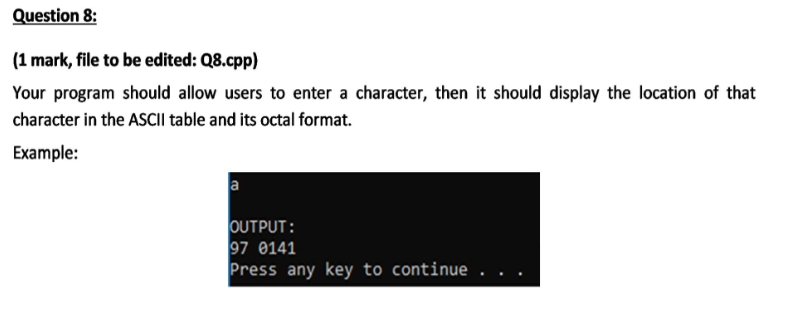 Question 8:
(1 mark, file to be edited: Q8.cpp)
Your program should allow users to enter a character, then it should display the location of that
character in the ASCII table and its octal format.
Example:
a
OUTPUT:
97 0141
Press any key to continue . . .